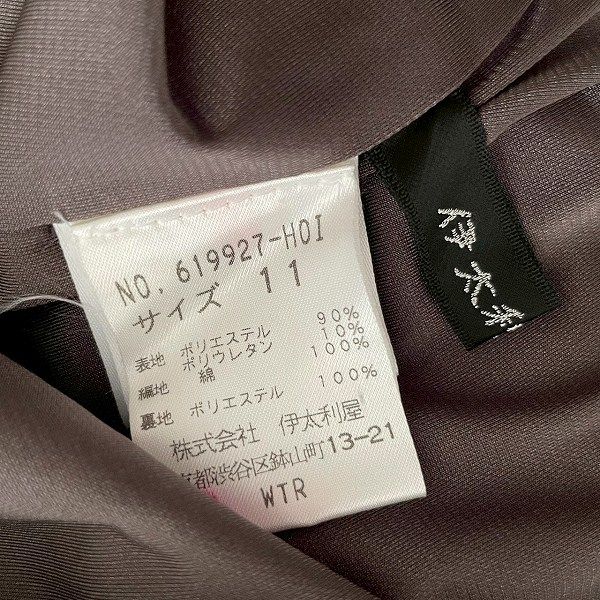 NO. 619927-H0I
サイズ 11
表地 ポリエステル 90%
ポリウレタン 10%
編地 綿 100%
裏地 ポリエステル 100%
株式会社 伊太利屋
京都渋谷区鉢山町13-21
WTR
伊太利